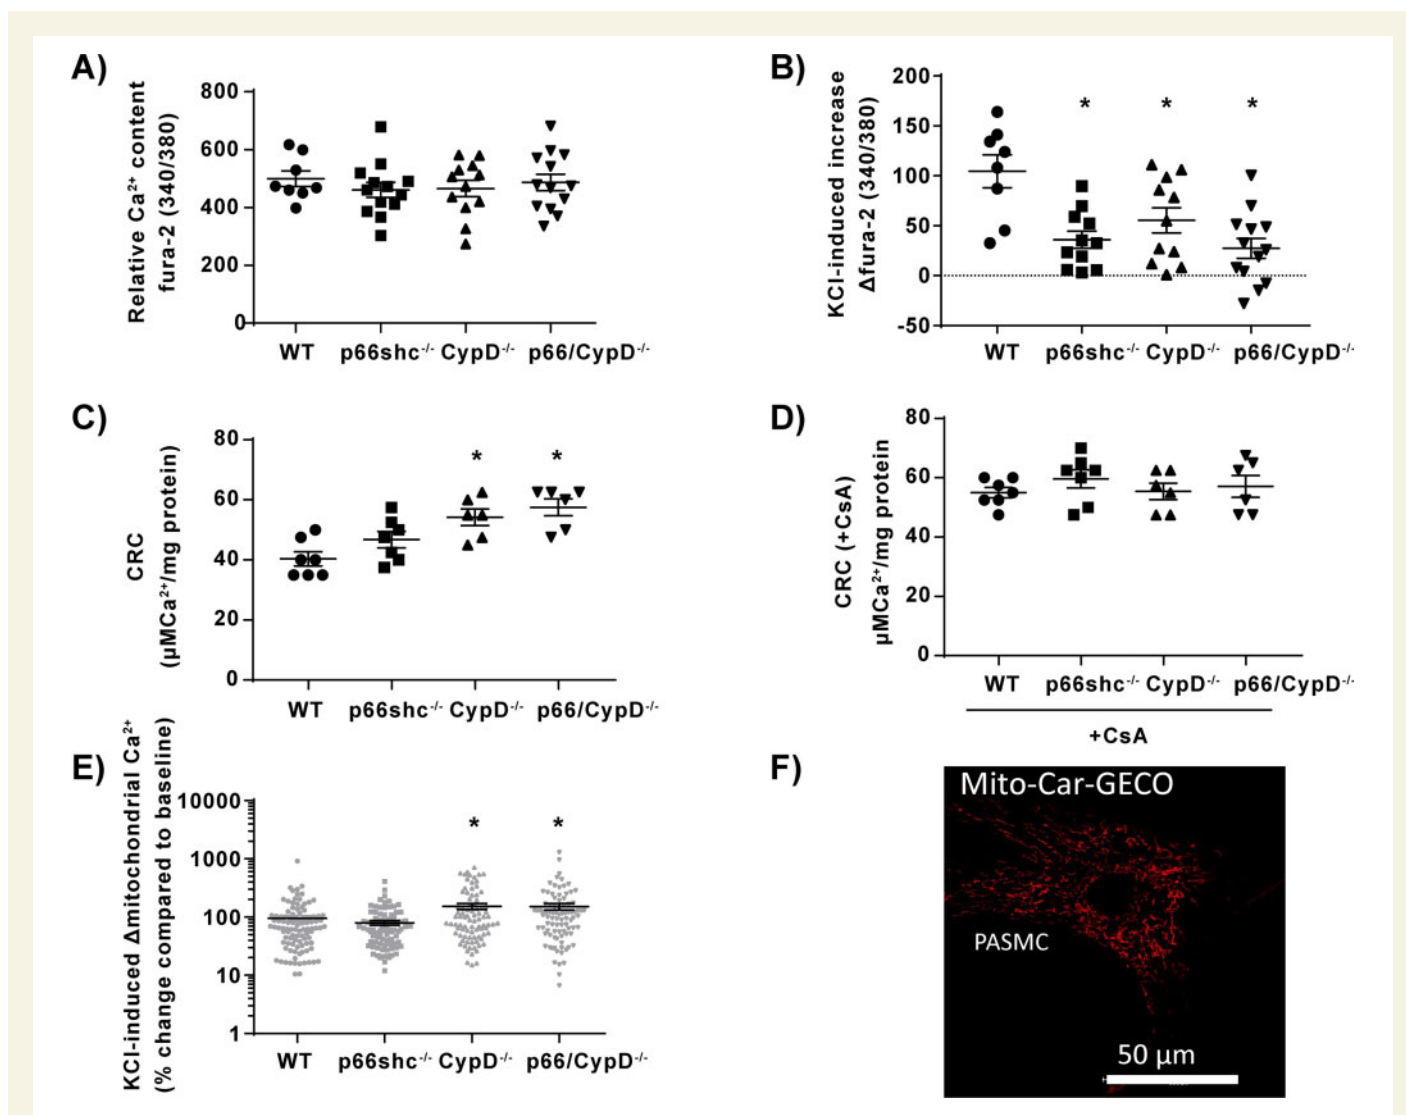 A)
Relative Ca²⁺ content
fura-2 (340/380)
800
600
400
200
0
WT p66shc⁻/⁻ CypD⁻/⁻ p66/CypD⁻/⁻
B)
KCl-induced increase
Δfura-2 (340/380)
200
150
100
50
0
-50
* * *
WT p66shc⁻/⁻ CypD⁻/⁻ p66/CypD⁻/⁻
C)
CRC
(μMCa²⁺/mg protein)
80
60
40
20
0
* *
WT p66shc⁻/⁻ CypD⁻/⁻ p66/CypD⁻/⁻
D)
CRC (+CsA)
μMCa²⁺/mg protein
80
60
40
20
0
WT p66shc⁻/⁻ CypD⁻/⁻ p66/CypD⁻/⁻
+CsA
E)
KCl-induced Δmitochondrial Ca²⁺
(% change compared to baseline)
10000
1000
100
10
1
* *
WT p66shc⁻/⁻ CypD⁻/⁻ p66/CypD⁻/⁻
F)
Mito-Car-GECO
PASMC
50 μm